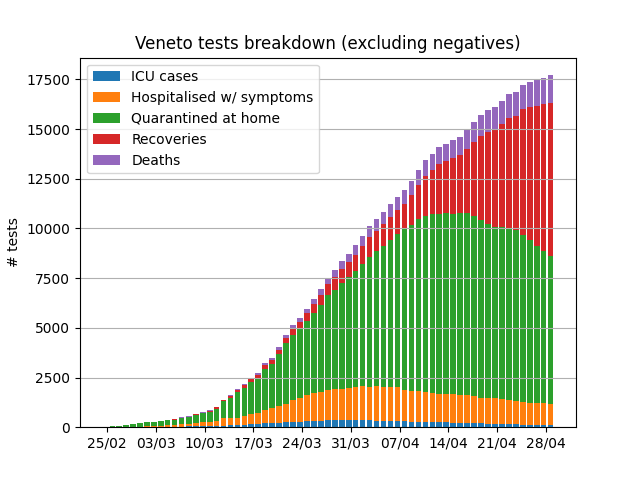 Veneto tests breakdown (excluding negatives)
ICU cases
Hospitalised w/ symptoms
Quarantined at home
Recoveries
Deaths
# tests
17500
15000
12500
10000
7500
5000
2500
0
25/02 03/03 10/03 17/03 24/03 31/03 07/04 14/04 21/04 28/04